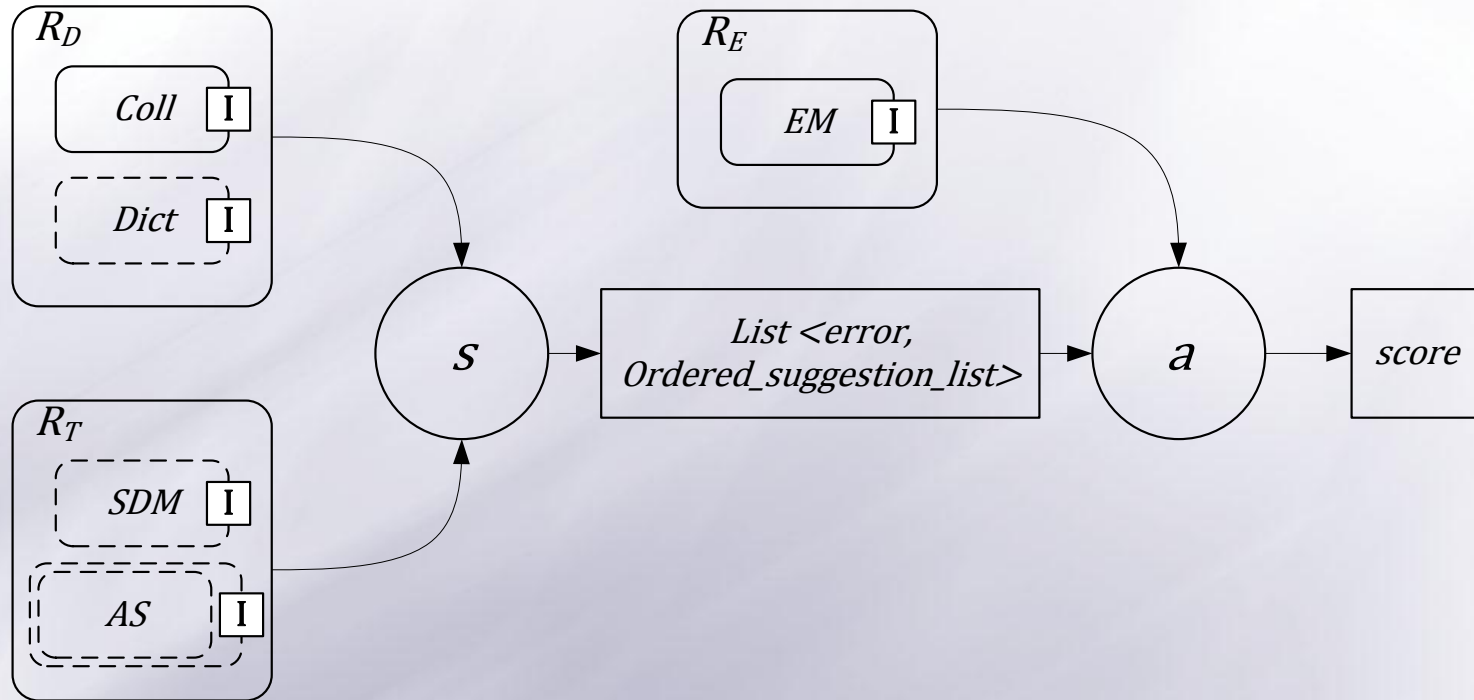 R_D
Coll I
Dict I
R_E
EM I
s
List <error,
Ordered_suggestion_list>
a
score
R_T
SDM I
AS I